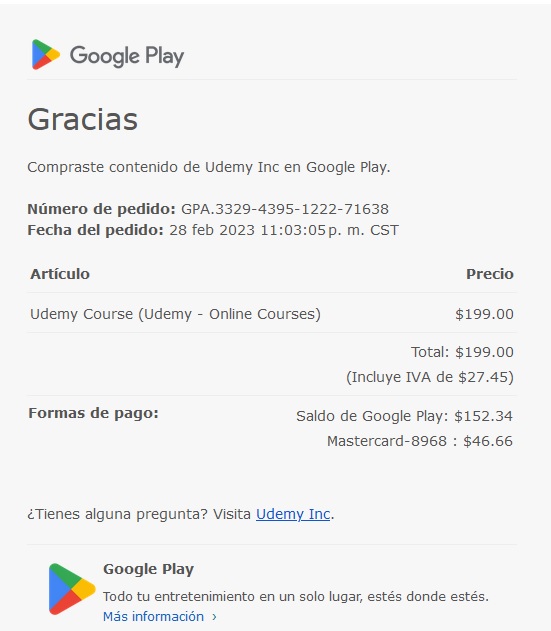 Google Play
Gracias
Compraste contenido de Udemy Inc en Google Play.
Número de pedido: GPA.3329-4395-1222-71638
Fecha del pedido: 28 feb 2023 11:03:05 p. m. CST
Artículo Precio
Udemy Course (Udemy - Online Courses) $199.00
Total: $199.00
(Incluye IVA de $27.45)
Formas de pago: Saldo de Google Play: $152.34
Mastercard-8968 : $46.66
¿Tienes alguna pregunta? Visita Udemy Inc.
Google Play
Todo tu entretenimiento en un solo lugar, estés donde estés.
Más información ›